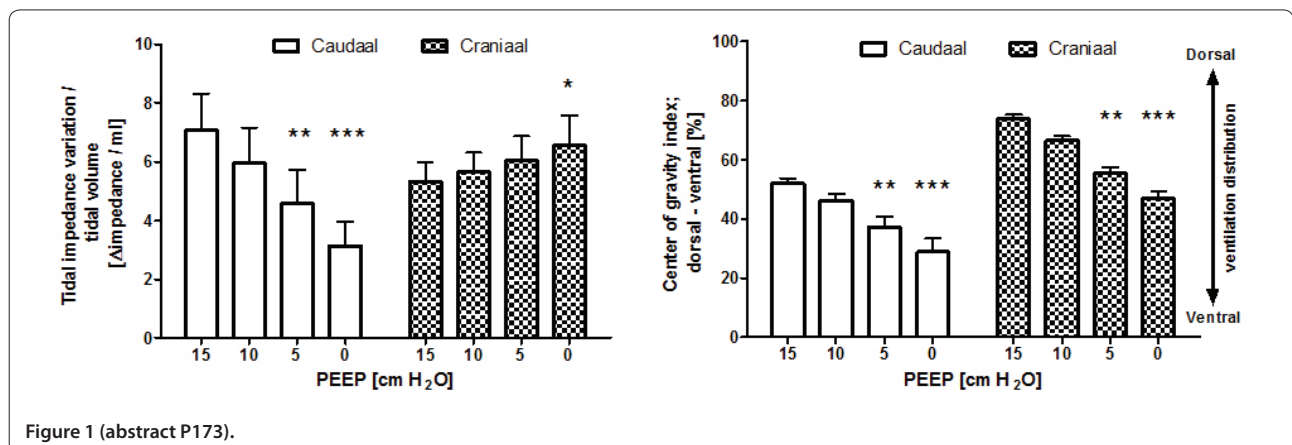 Caudaal Craniaal
Tidal impedance variation /
tidal volume
[Δimpedance / ml]
10
8
6
4
2
0
** *** *
15 10 5 0 15 10 5 0
PEEP [cm H₂O]
Caudaal Craniaal
Center of gravity index;
dorsal - ventral [%]
100
80
60
40
20
0
** *** ** ***
15 10 5 0 15 10 5 0
PEEP [cm H₂O]
Dorsal
ventilation distribution
Ventral
Figure 1 (abstract P173).